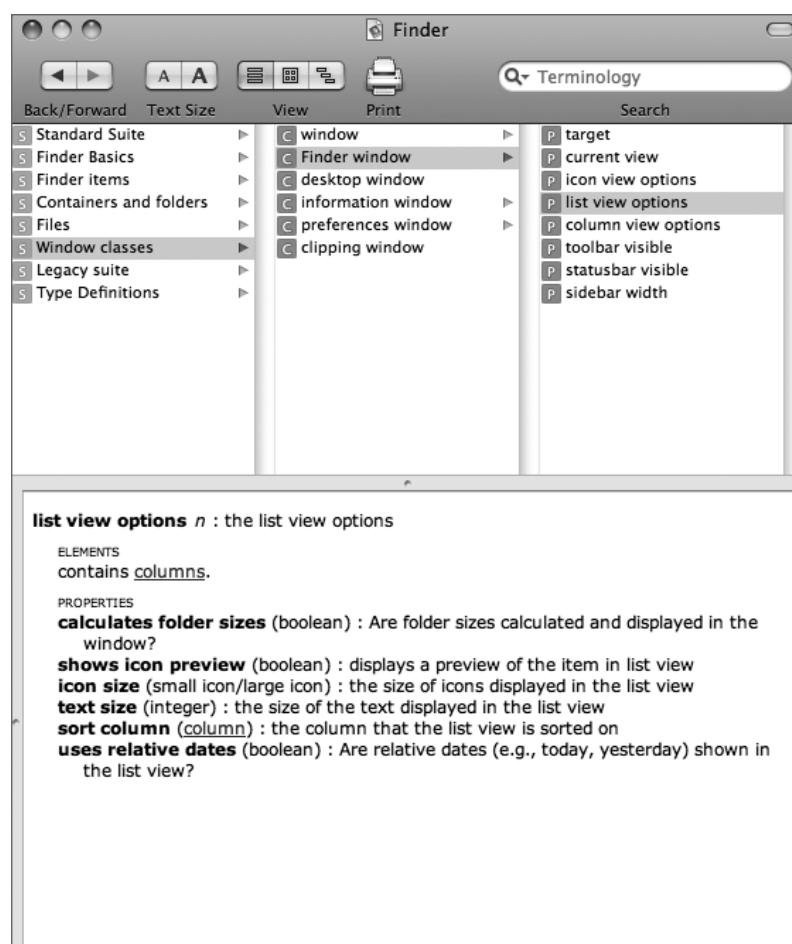 Finder
A A
Terminology
Back/Forward Text Size View Print Search
S Standard Suite
S Finder Basics
S Finder items
S Containers and folders
S Files
S Window classes
S Legacy suite
S Type Definitions
C window
C Finder window
C desktop window
C information window
C preferences window
C clipping window
P target
P current view
P icon view options
P list view options
P column view options
P toolbar visible
P statusbar visible
P sidebar width
list view options n : the list view options
ELEMENTS
contains columns.
PROPERTIES
calculates folder sizes (boolean) : Are folder sizes calculated and displayed in the
window?
shows icon preview (boolean) : displays a preview of the item in list view
icon size (small icon/large icon) : the size of icons displayed in the list view
text size (integer) : the size of the text displayed in the list view
sort column (column) : the column that the list view is sorted on
uses relative dates (boolean) : Are relative dates (e.g., today, yesterday) shown in
the list view?